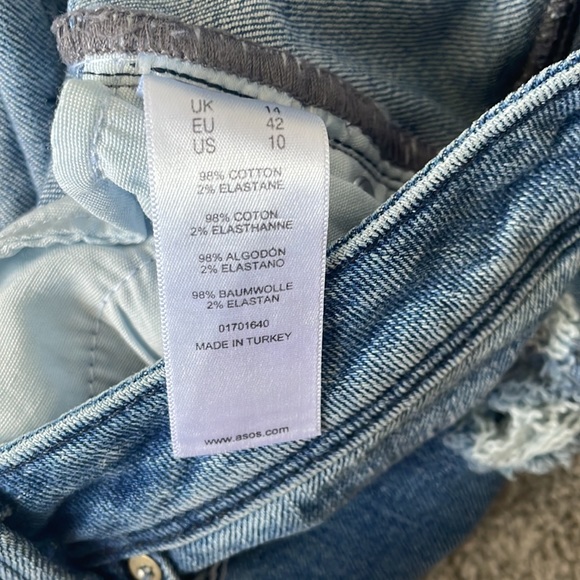 UK 14
EU 42
US 10
98% COTTON
2% ELASTANE
98% COTON
2% ELASTHANNE
98% ALGODÓN
2% ELASTANO
98% BAUMWOLLE
2% ELASTAN
01701640
MADE IN TURKEY
www.asos.com